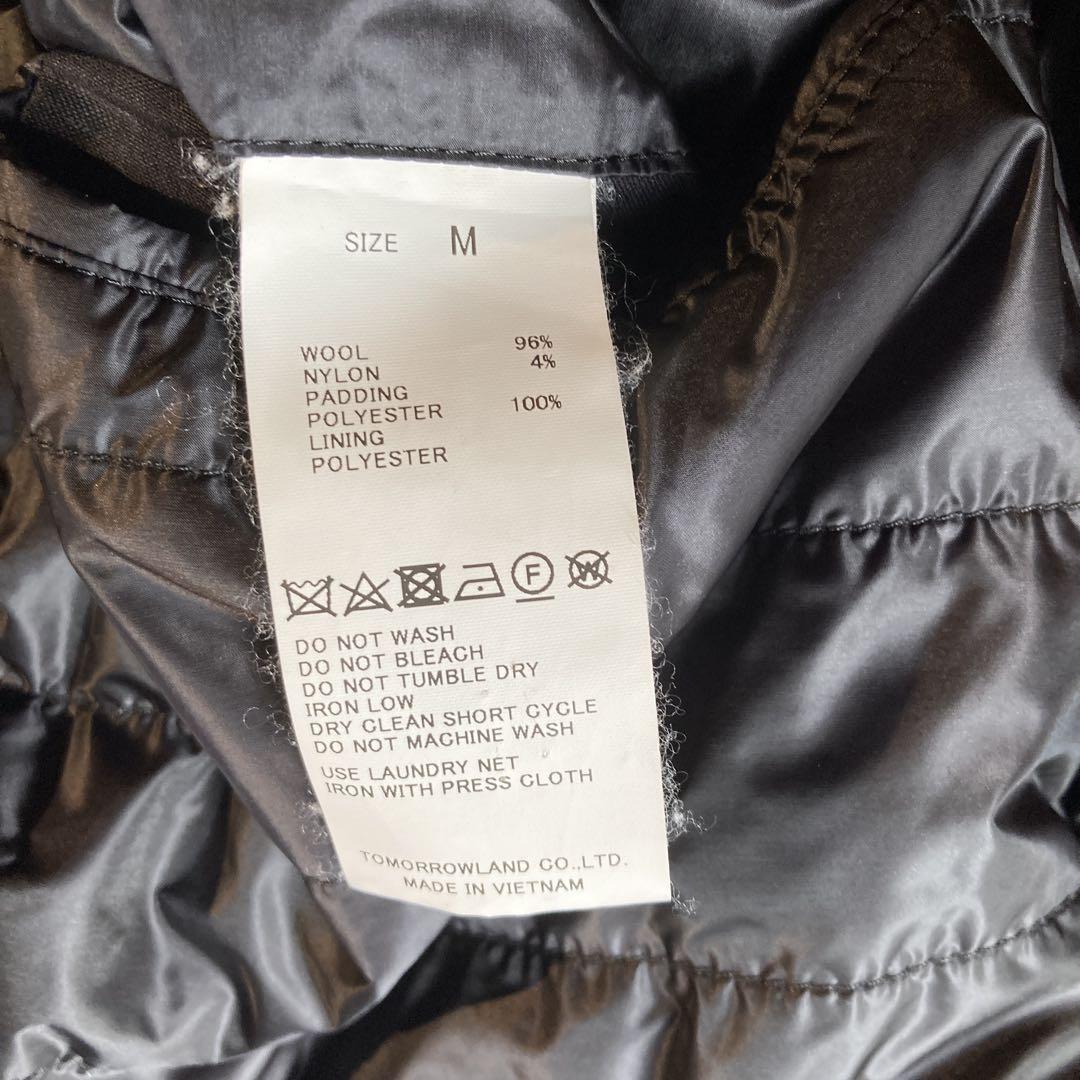 SIZE M
WOOL 96%
NYLON 4%
PADDING
POLYESTER 100%
LINING
POLYESTER
F
W
DO NOT WASH
DO NOT BLEACH
DO NOT TUMBLE DRY
IRON LOW
DRY CLEAN SHORT CYCLE
DO NOT MACHINE WASH
USE LAUNDRY NET
IRON WITH PRESS CLOTH
TOMORROWLAND CO.,LTD.
MADE IN VIETNAM